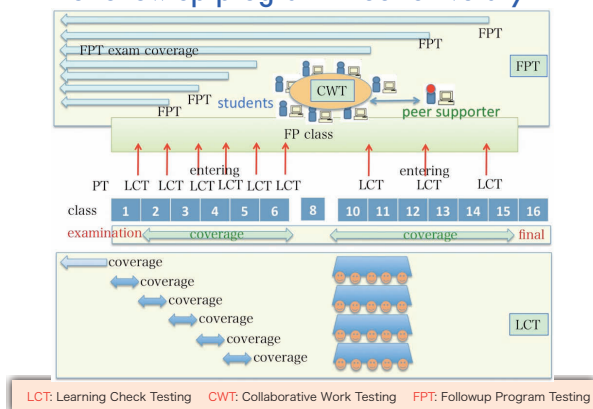 FPT
FPT
FPT exam coverage
FPT
FPT
FPT
CWT
students
peer supporter
FP class
entering
entering
PT LCT LCT LCT LCT LCT LCT LCT LCT LCT
class 1 2 3 4 5 6 8 10 11 12 13 14 15 16
examination coverage coverage final
coverage
coverage
coverage
coverage
coverage
coverage
LCT
LCT: Learning Check Testing CWT: Collaborative Work Testing FPT: Followup Program Testing